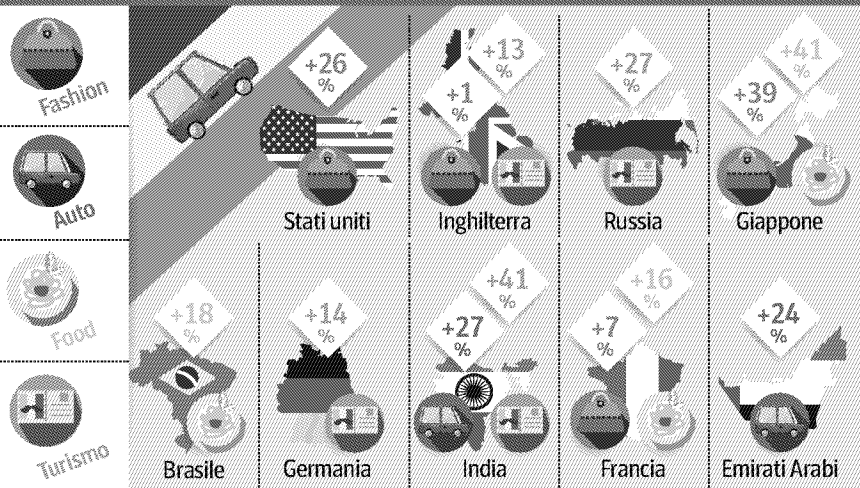 Fashion
Auto
Food
Turismo
+26
%
Stati uniti
+13
%
+1
%
Inghilterra
+27
%
Russia
+41
%
+39
%
Giappone
+18
%
Brasile
+14
%
Germania
+41
%
+27
%
India
+16
%
+7
%
Francia
+24
%
Emirati Arabi